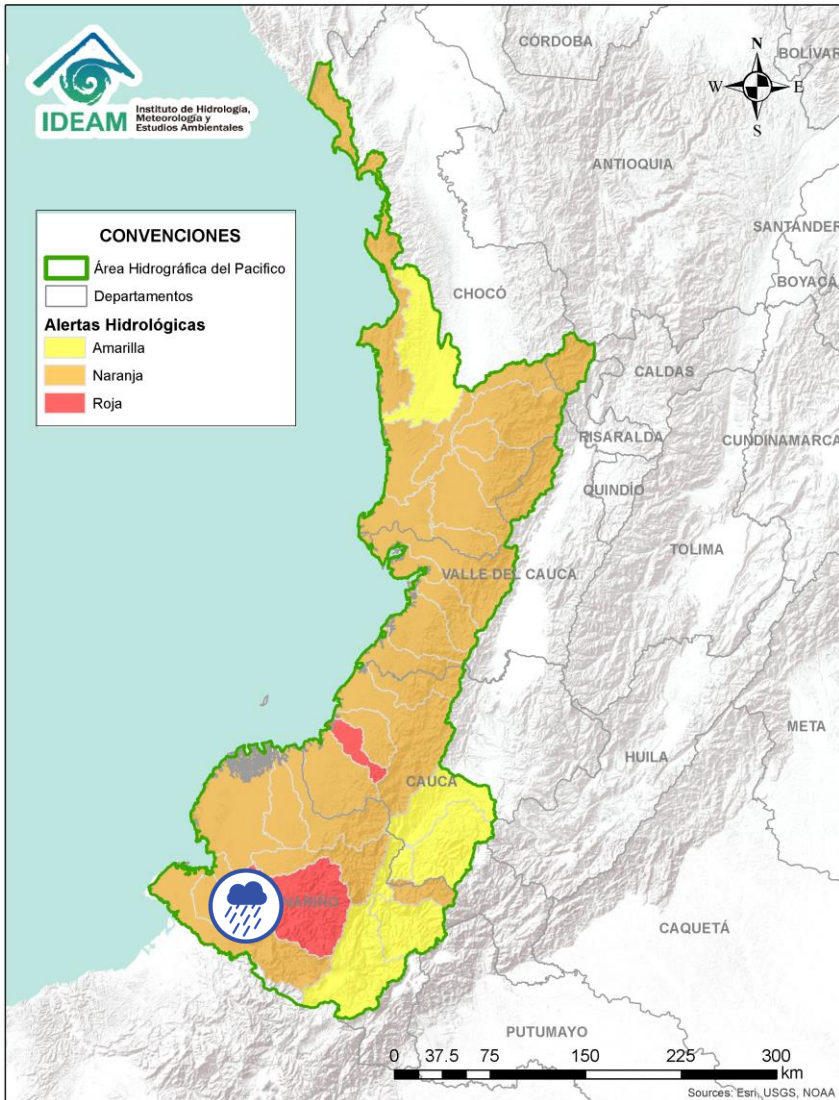 IDEAM
Instituto de Hidrología,
Meteorología y
Estudios Ambientales
CONVENCIONES
Área Hidrográfica del Pacifico
Departamentos
Alertas Hidrológicas
Amarilla
Naranja
Roja
N
W
E
S
CÓRDOBA
BOLÍVAR
ANTIOQUIA
SANTANDER
BOYACÁ
CHOCÓ
CALDAS
RISARALDA
CUNDINAMARCA
QUINDÍO
TOLIMA
VALLE DEL CAUCA
META
HUILA
CAUCA
NARIÑO
CAQUETÁ
PUTUMAYO
0 37.5 75 150 225 300
km
Sources: Esri, USGS, NOAA